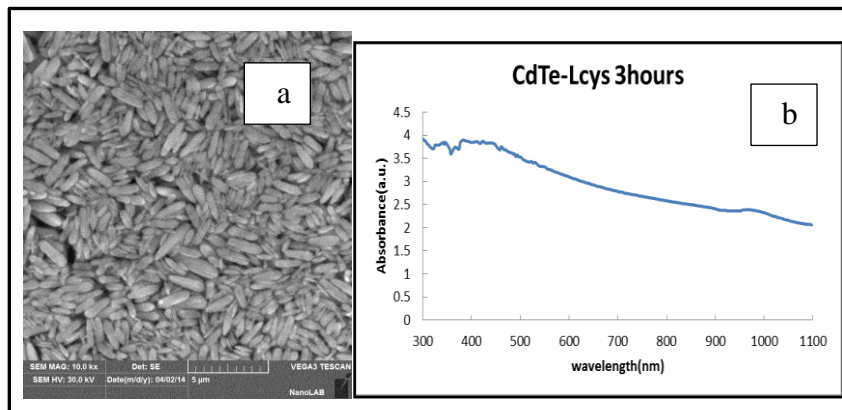 a
SEM MAG: 10.0 kx Det: SE VEGA3 TESCAN
SEM HV: 30.0 kV Date(m/d/y): 04/02/14 5 µm
NanoLAB
CdTe-Lcys 3hours
b
Absorbance(a.u.)
4.5
4
3.5
3
2.5
2
1.5
1
0.5
0
300 400 500 600 700 800 900 1000 1100
wavelength(nm)